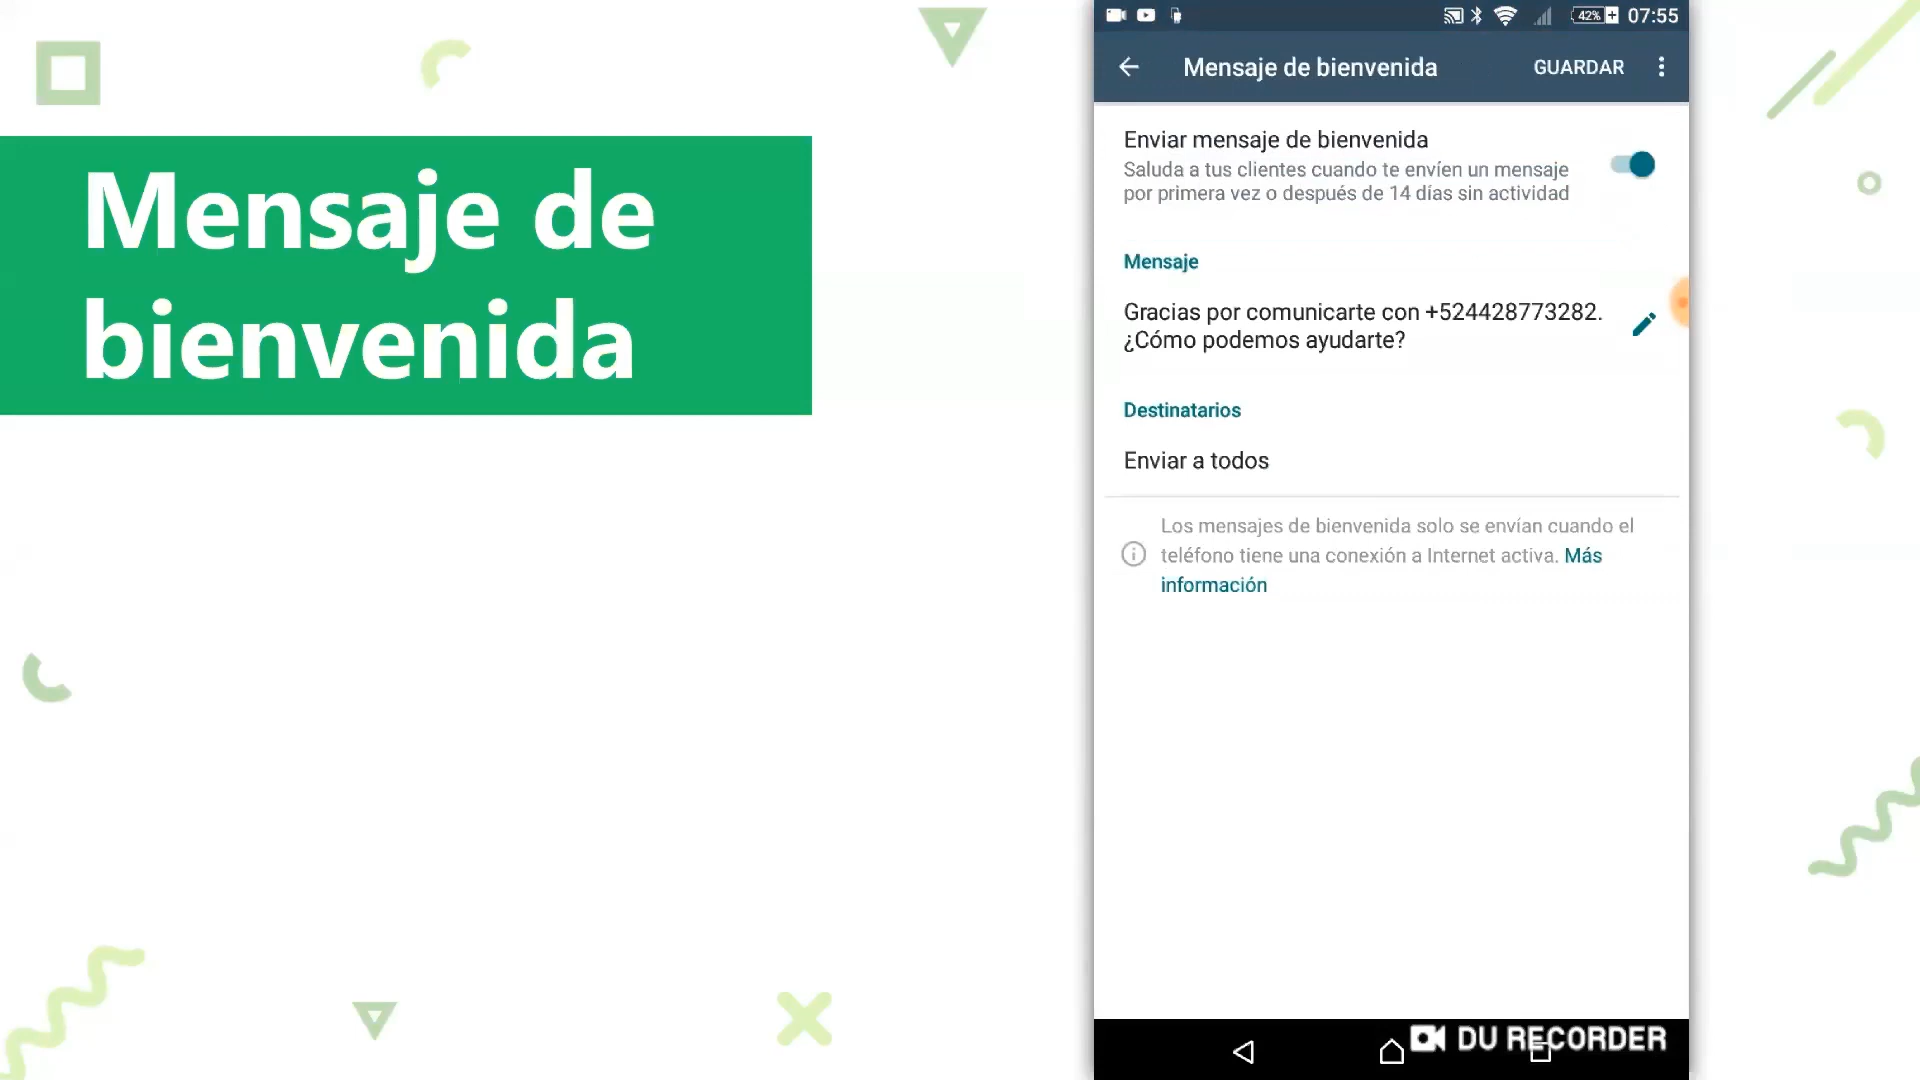 Mensaje de
bienvenida
42%
07:55
Mensaje de bienvenida
GUARDAR
Enviar mensaje de bienvenida
Saluda a tus clientes cuando te envíen un mensaje
por primera vez o después de 14 días sin actividad
Mensaje
Gracias por comunicarte con +524428773282.
¿Cómo podemos ayudarte?
Destinatarios
Enviar a todos
Los mensajes de bienvenida solo se envían cuando el
teléfono tiene una conexión a Internet activa. Más
información
DU RECORDER